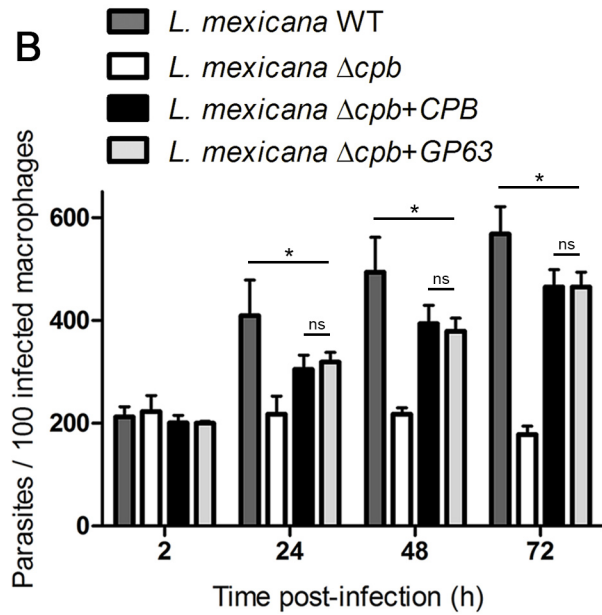 B
L. mexicana WT
L. mexicana Δcpb
L. mexicana Δcpb+CPB
L. mexicana Δcpb+GP63
Parasites / 100 infected macrophages
600
400
200
0
*
ns
*
ns
*
ns
2 24 48 72
Time post-infection (h)